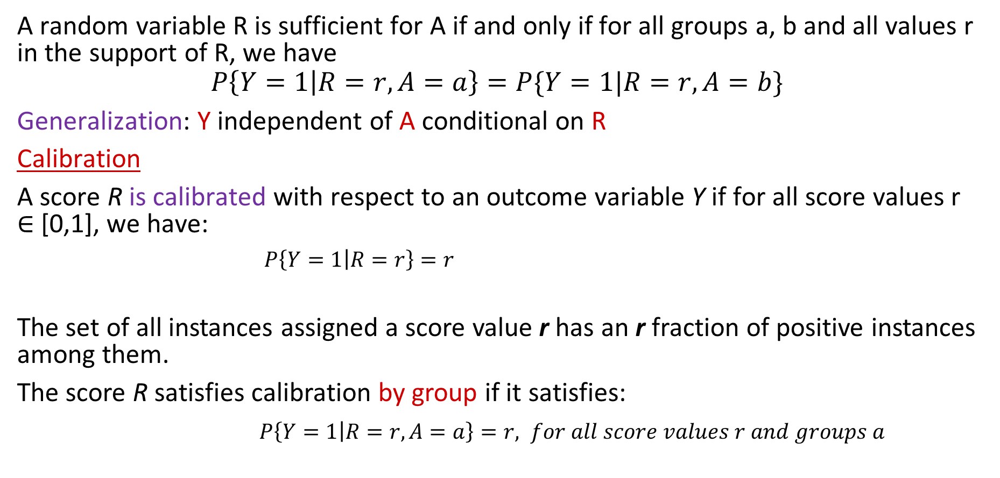 A random variable R is sufficient for A if and only if for all groups a, b and all values r
in the support of R, we have
P{Y = 1|R = r, A = a} = P{Y = 1|R = r, A = b}
Generalization: Y independent of A conditional on R
Calibration
A score R is calibrated with respect to an outcome variable Y if for all score values r
∈ [0,1], we have:
P{Y = 1|R = r} = r
The set of all instances assigned a score value r has an r fraction of positive instances
among them.
The score R satisfies calibration by group if it satisfies:
P{Y = 1|R = r, A = a} = r, for all score values r and groups a